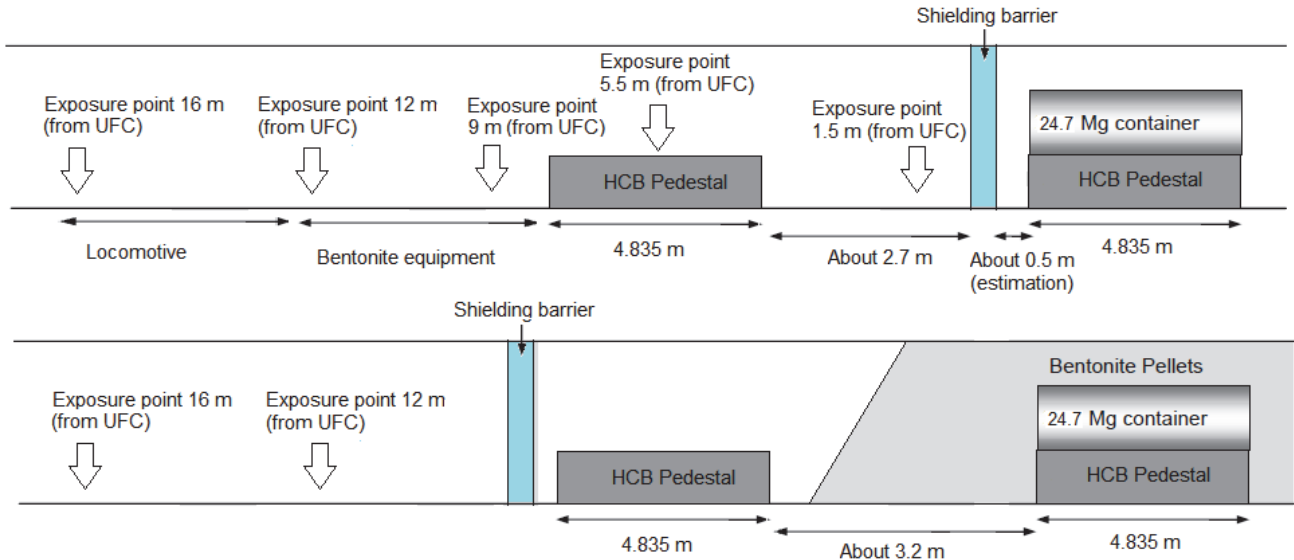 Shielding barrier
Exposure point
5.5 m (from UFC)
Exposure point 16 m
(from UFC)
Exposure point 12 m
(from UFC)
Exposure point
9 m (from UFC)
Exposure point
1.5 m (from UFC)
24.7 Mg container
HCB Pedestal
HCB Pedestal
Locomotive
Bentonite equipment
4.835 m
About 2.7 m
About 0.5 m
(estimation)
4.835 m
Shielding barrier
Exposure point 16 m
(from UFC)
Exposure point 12 m
(from UFC)
Bentonite Pellets
24.7 Mg container
HCB Pedestal
HCB Pedestal
4.835 m
About 3.2 m
4.835 m